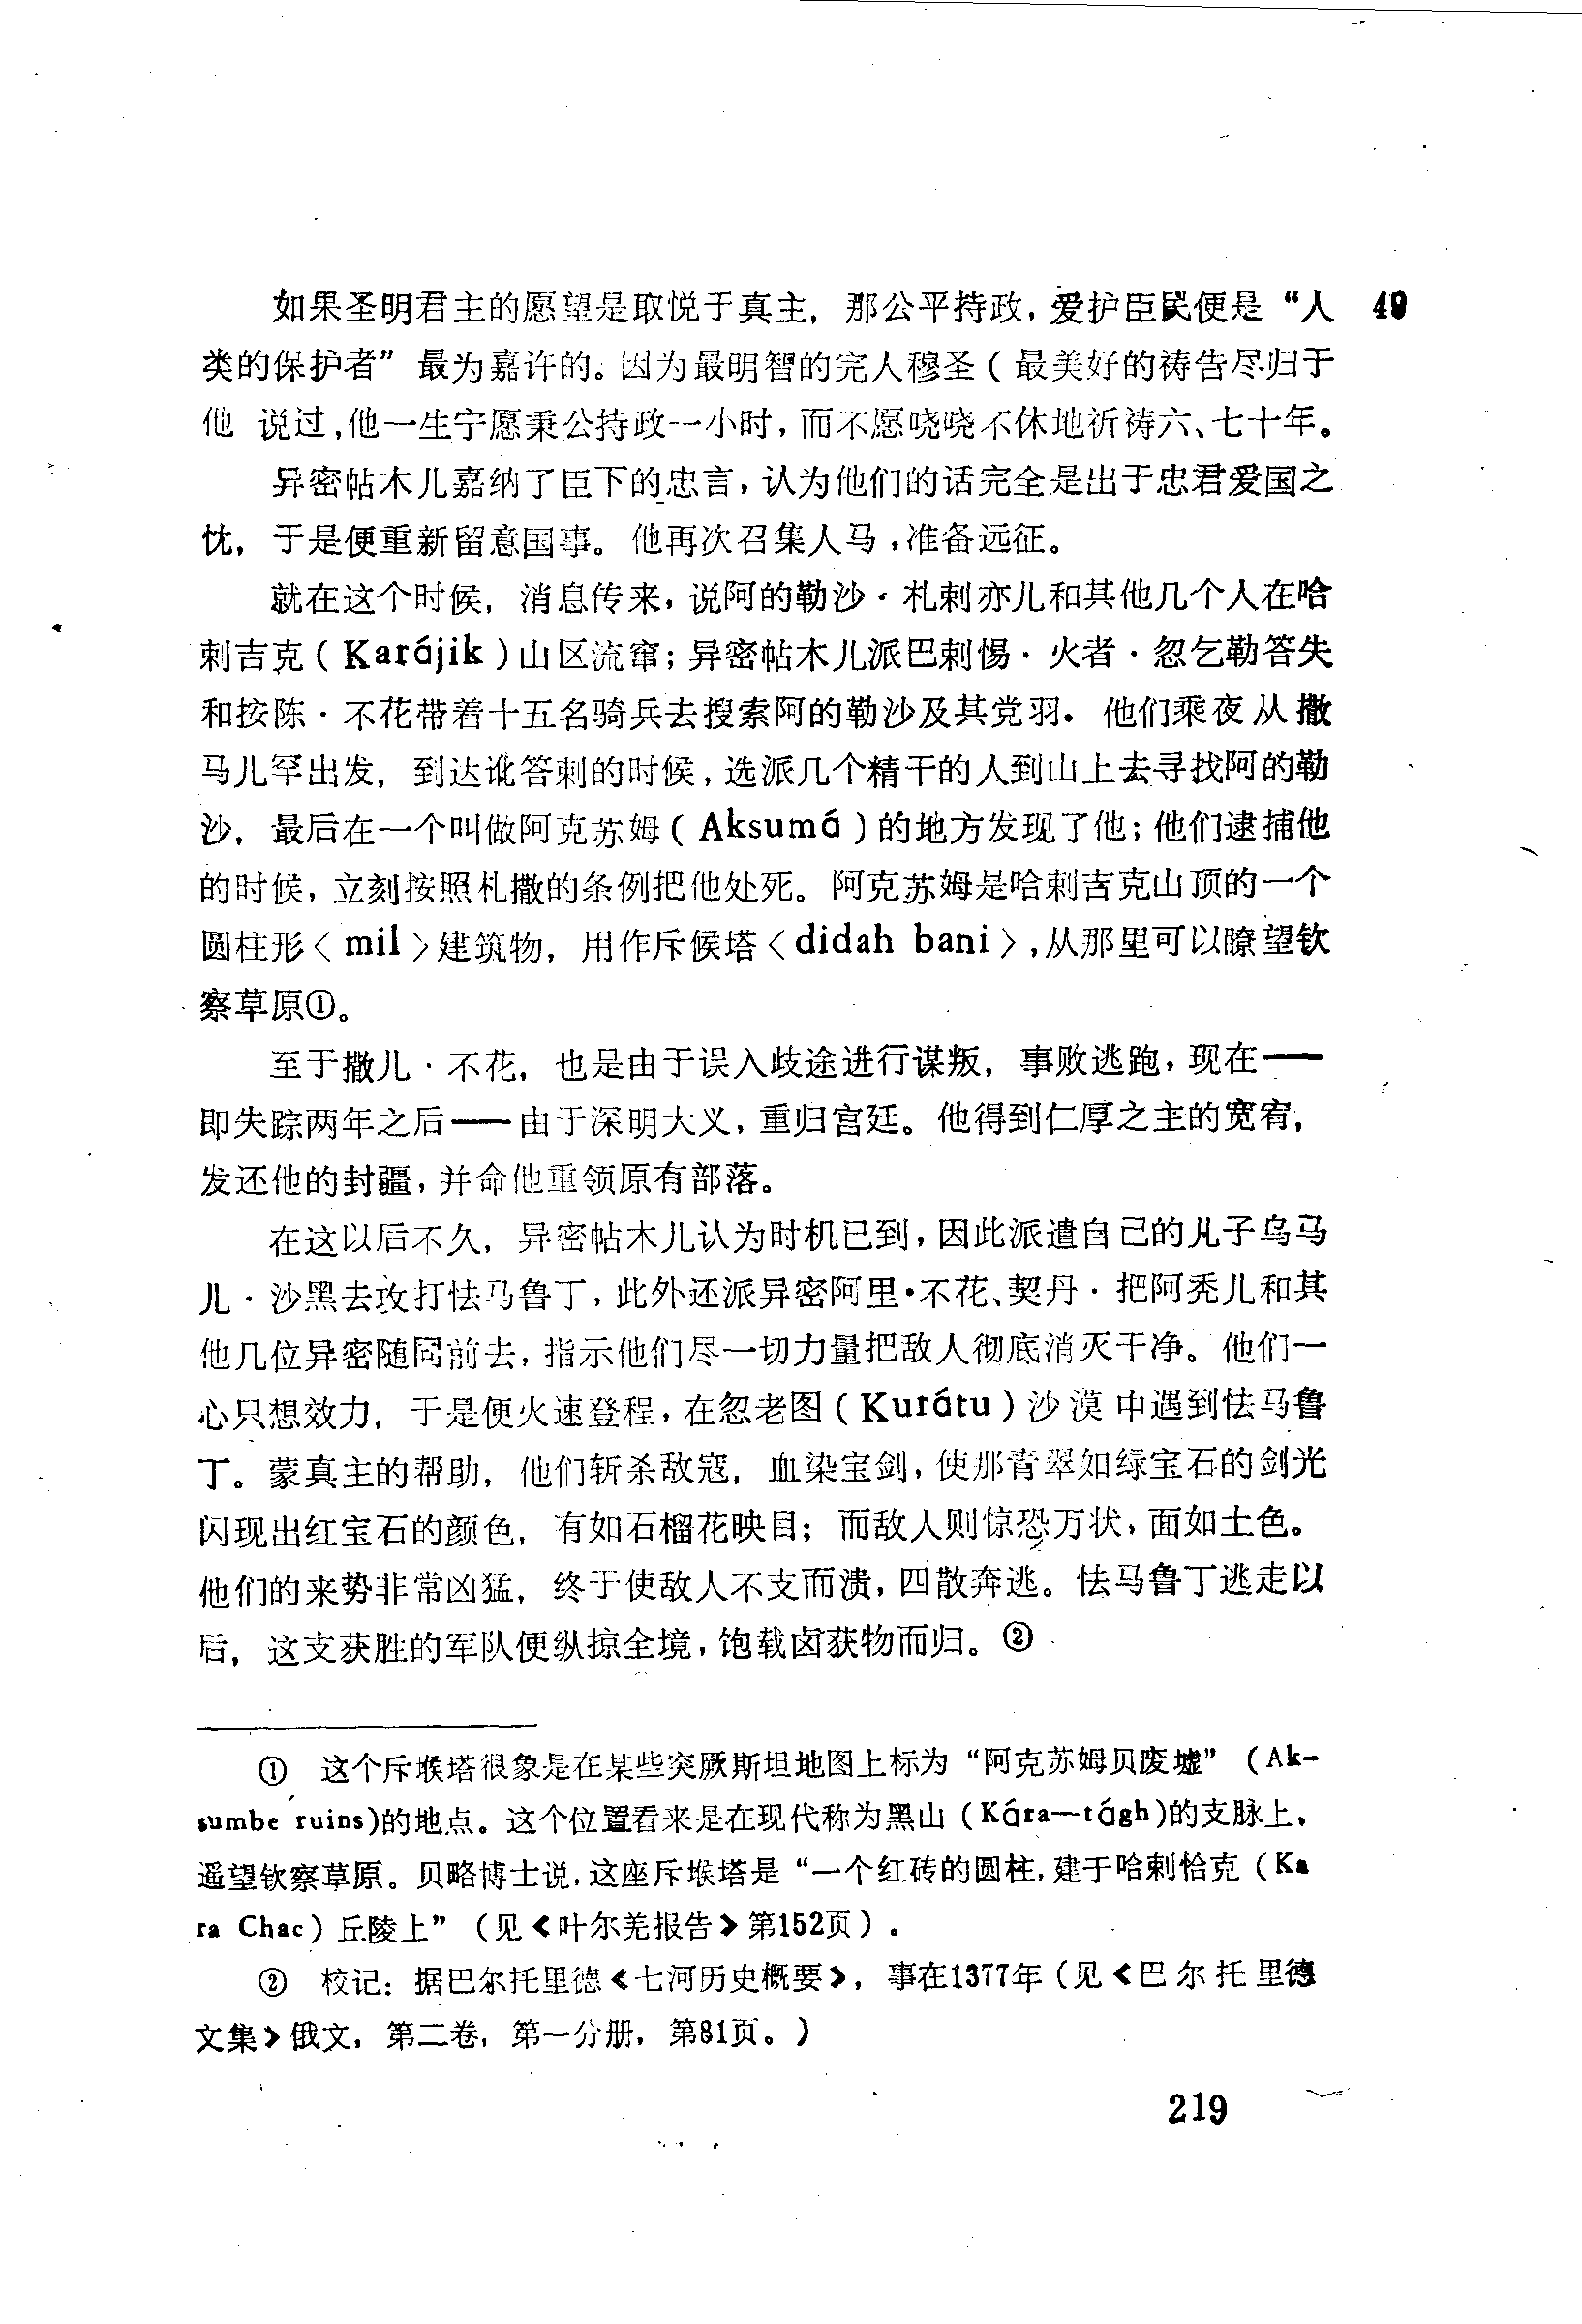 如果圣明君主的愿望是取悦于真主，那公平持政，爱护臣民便是“人 49
类的保护者”最为嘉许的。因为最明智的完人穆圣（最美好的祷告尽归于
他 说过，他一生宁愿秉公持政一小时，而不愿哓哓不休地祈祷六、七十年。
异密帖木儿嘉纳了臣下的忠言，认为他们的话完全是出于忠君爱国之
忱，于是便重新留意国事。他再次召集人马，准备远征。
就在这个时候，消息传来，说阿的勒沙·札剌亦儿和其他几个人在哈
剌吉克（Karájik）山区流窜；异密帖木儿派巴剌惕·火者·忽乞勒答失
和按陈·不花带着十五名骑兵去搜索阿的勒沙及其党羽。他们乘夜从撒
马儿罕出发，到达讹答剌的时候，选派几个精干的人到山上去寻找阿的勒
沙，最后在一个叫做阿克苏姆（Aksumá）的地方发现了他；他们逮捕他
的时候，立刻按照札撒的条例把他处死。阿克苏姆是哈剌吉克山顶的一个
圆柱形〈mil〉建筑物，用作斥候塔〈didah bani〉，从那里可以瞭望钦
察草原①。
至于撒儿·不花，也是由于误入歧途进行谋叛，事败逃跑，现在——
即失踪两年之后——由于深明大义，重归宫廷。他得到仁厚之主的宽宥，
发还他的封疆，并命他重领原有部落。
在这以后不久，异密帖木儿认为时机已到，因此派遣自己的儿子乌马
儿·沙黑去攻打怯马鲁丁，此外还派异密阿里·不花、契丹·把阿秃儿和其
他几位异密随同前去，指示他们尽一切力量把敌人彻底消灭干净。他们一
心只想效力，于是便火速登程，在忽老图（Kurátu）沙漠中遇到怯马鲁
丁。蒙真主的帮助，他们斩杀敌寇，血染宝剑，使那青翠如绿宝石的剑光
闪现出红宝石的颜色，有如石榴花映目；而敌人则惊恐万状，面如土色。
他们的来势非常凶猛，终于使敌人不支而溃，四散奔逃。怯马鲁丁逃走以
后，这支获胜的军队便纵掠全境，饱载卤获物而归。②
① 这个斥堠塔很象是在某些突厥斯坦地图上标为“阿克苏姆贝废墟”（Ak-
sumbe ruins)的地点。这个位置看来是在现代称为黑山（Kára—tágh)的支脉上，
遥望钦察草原。贝略博士说，这座斥堠塔是“一个红砖的圆柱，建于哈剌恰克（Ka
ra Chac）丘陵上”（见《叶尔羌报告》第152页）。
② 校记：据巴尔托里德《七河历史概要》，事在1377年（见《巴尔托里德
文集》俄文，第二卷，第一分册，第81页。）
219